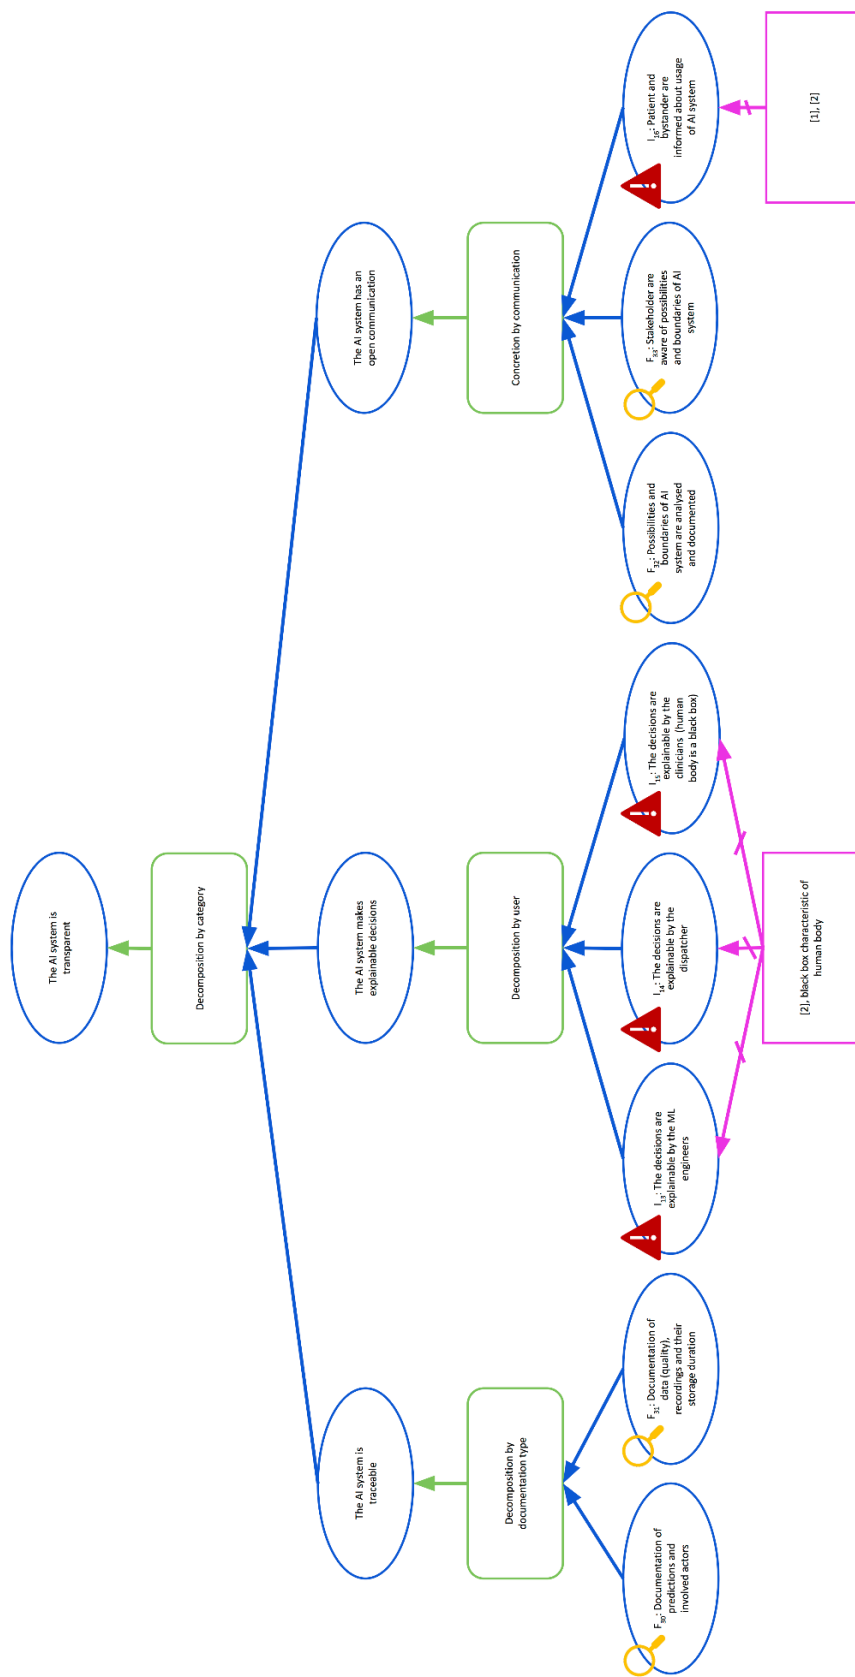 The AI system is
transparent
Decomposition by category
The AI system is
traceable
The AI system makes
explainable decisions
The AI system has an
open communication
Decomposition by
documentation type
Decomposition by user
Concretion by communication
F30: Documentation of
predictions and
involved actors
F31: Documentation of
data (quality),
recordings and their
storage duration
I13: The decisions are
explainable by the ML
engineers
I14: The decisions are
explainable by the
dispatcher
I15: The decisions are
explainable by the
clinicians (human
body is a black box)
F32: Possibilities and
boundaries of AI
system are analysed
and documented
F33: Stakeholder are
aware of possibilities
and boundaries of AI
system
I16: Patient and
bystander are
informed about usage
of AI system
[2], black box characteristic of
human body
[1], [2]